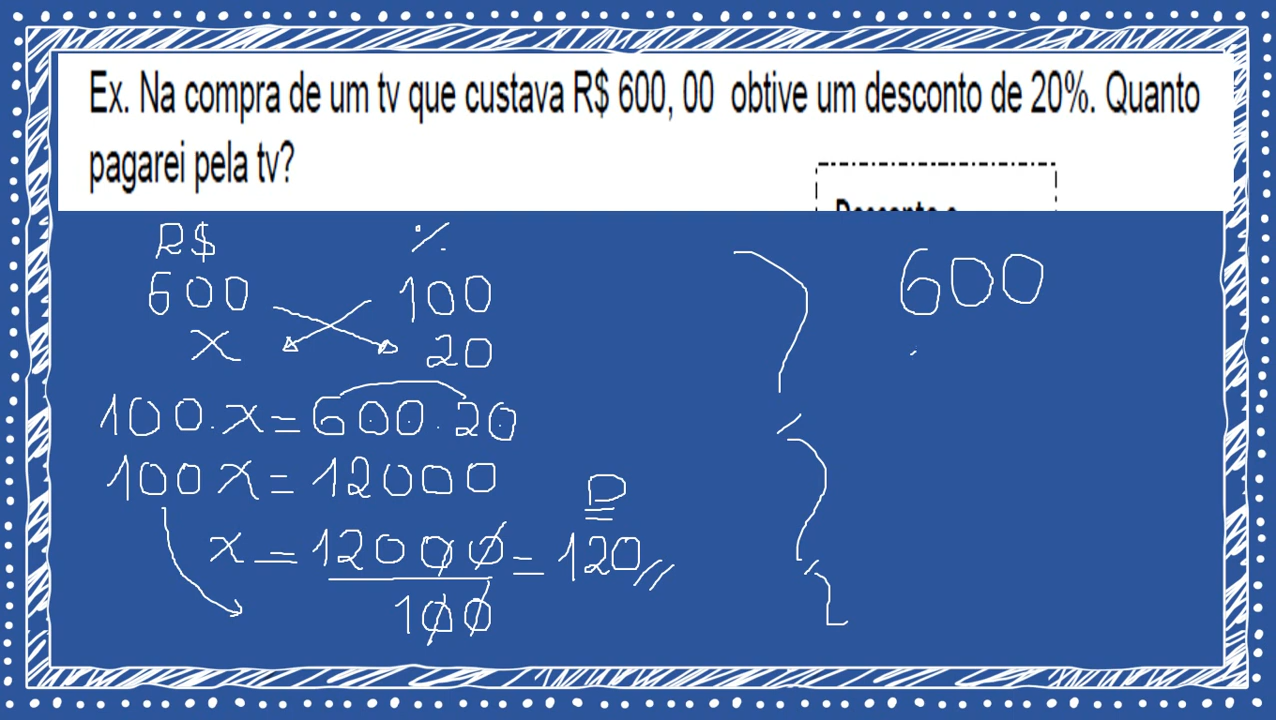 Ex. Na compra de um tv que custava R$ 600, 00 obtive um desconto de 20%. Quanto
pagarei pela tv?
R$ %
600 100
x 20
100.x=600.20
100x=12000
x=12000=120//
100
D
600